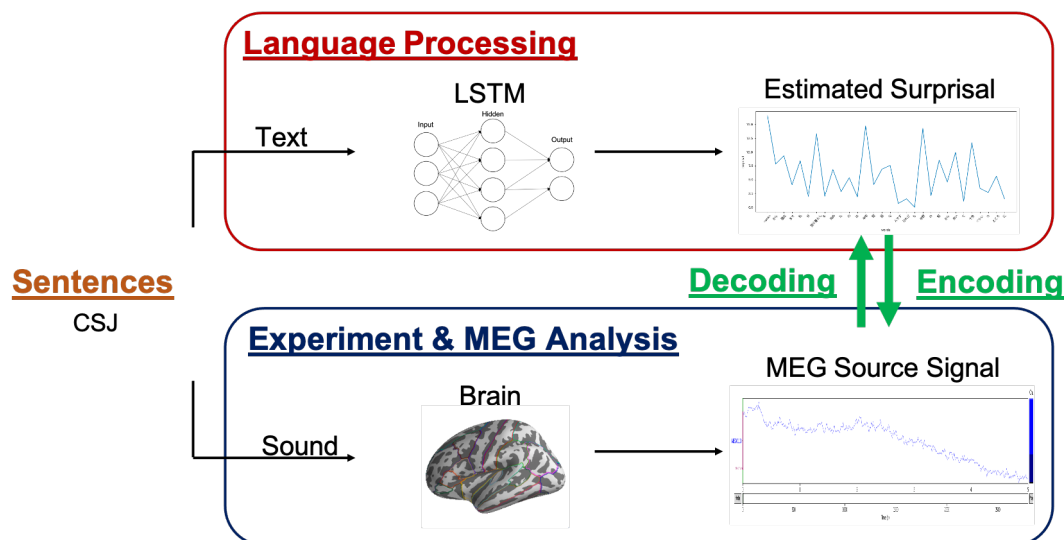 Language Processing
LSTM
Estimated Surprisal
Hidden
Input
Output
Text
Sentences
CSJ
Decoding
Encoding
Experiment & MEG Analysis
MEG Source Signal
Brain
Sound